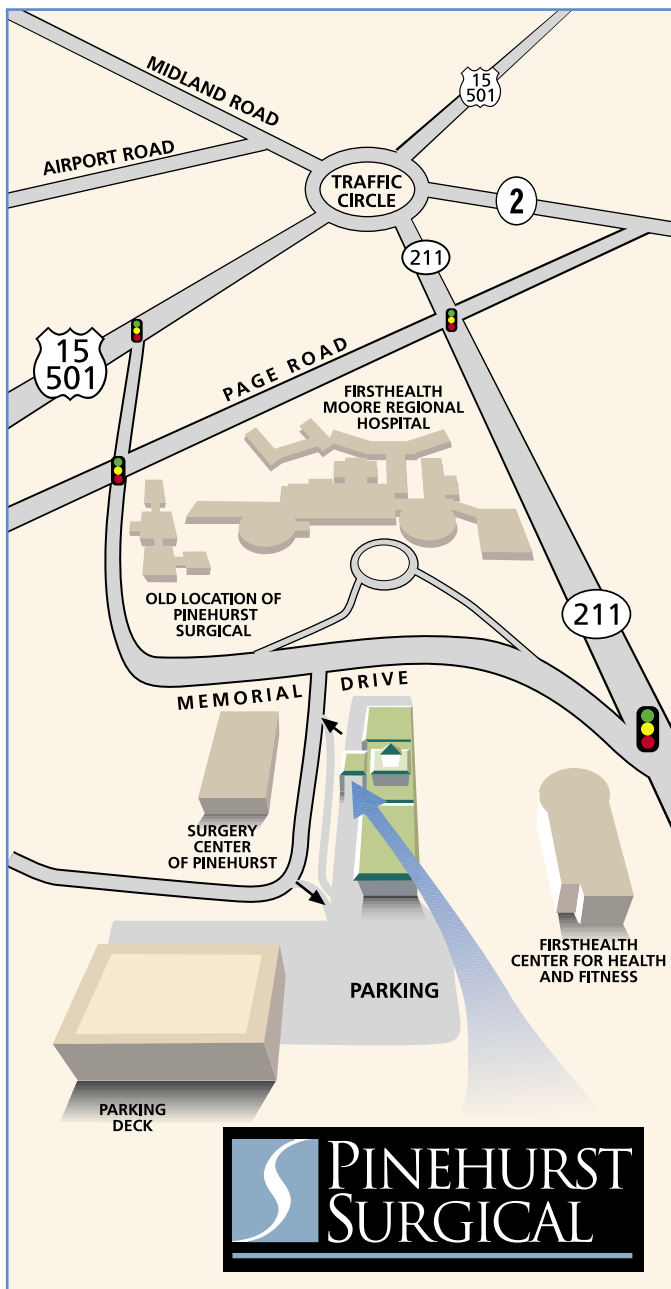 MIDLAND ROAD
15
501
AIRPORT ROAD
TRAFFIC
CIRCLE
2
211
15
501
PAGE ROAD
FIRSTHEALTH
MOORE REGIONAL
HOSPITAL
OLD LOCATION OF
PINEHURST
SURGICAL
211
MEMORIAL DRIVE
SURGERY
CENTER
OF PINEHURST
FIRSTHEALTH
CENTER FOR HEALTH
AND FITNESS
PARKING
PARKING
DECK
PINEHURST
SURGICAL